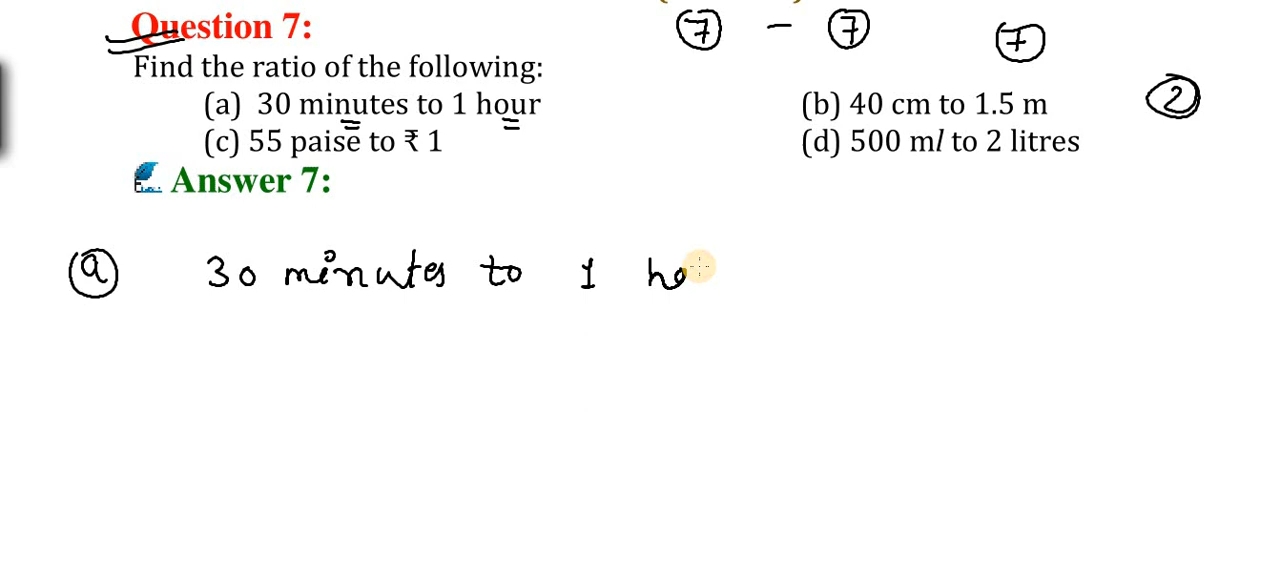 Question 7: 7 - 7 7
Find the ratio of the following:
(a) 30 minutes to 1 hour (b) 40 cm to 1.5 m 2
(c) 55 paise to ₹ 1 (d) 500 ml to 2 litres
Answer 7:
(a) 30 minutes to 1 ho